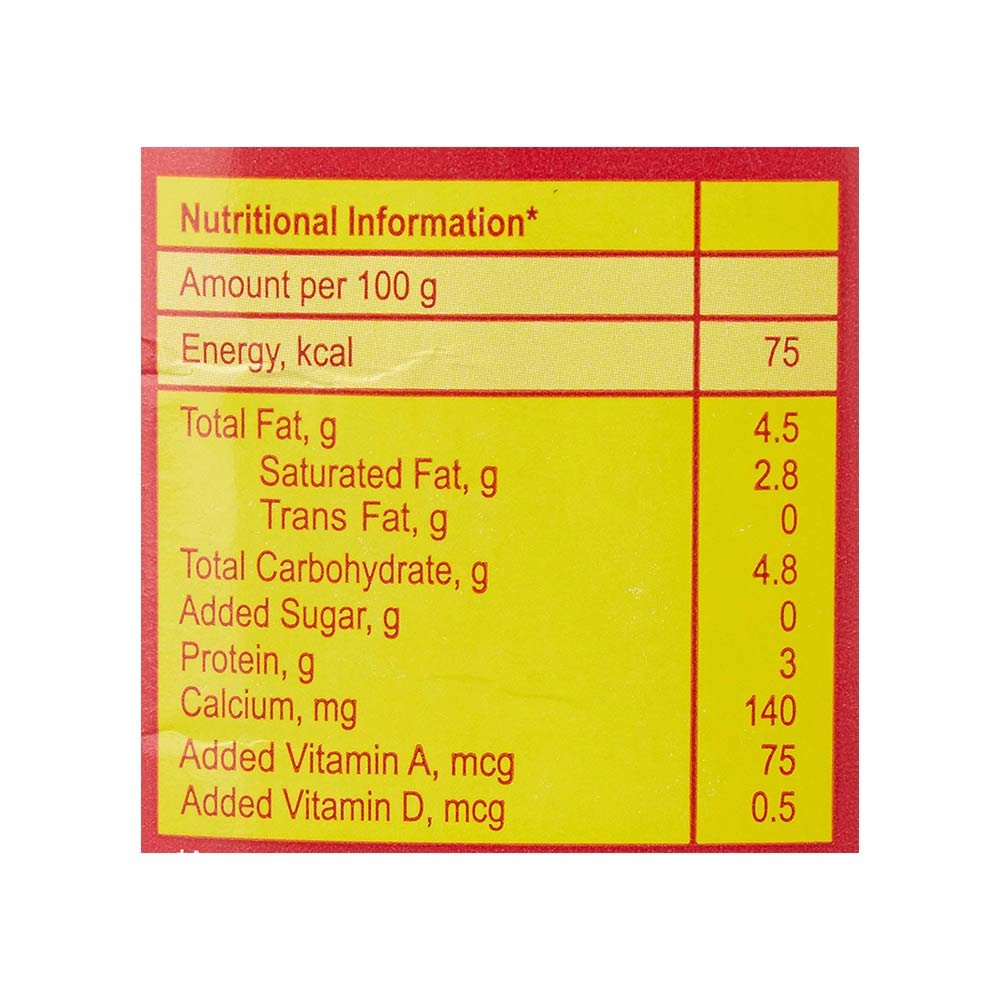 Nutritional Information*
Amount per 100 g
Energy, kcal 75
Total Fat, g 4.5
Saturated Fat, g 2.8
Trans Fat, g 0
Total Carbohydrate, g 4.8
Added Sugar, g 0
Protein, g 3
Calcium, mg 140
Added Vitamin A, mcg 75
Added Vitamin D, mcg 0.5